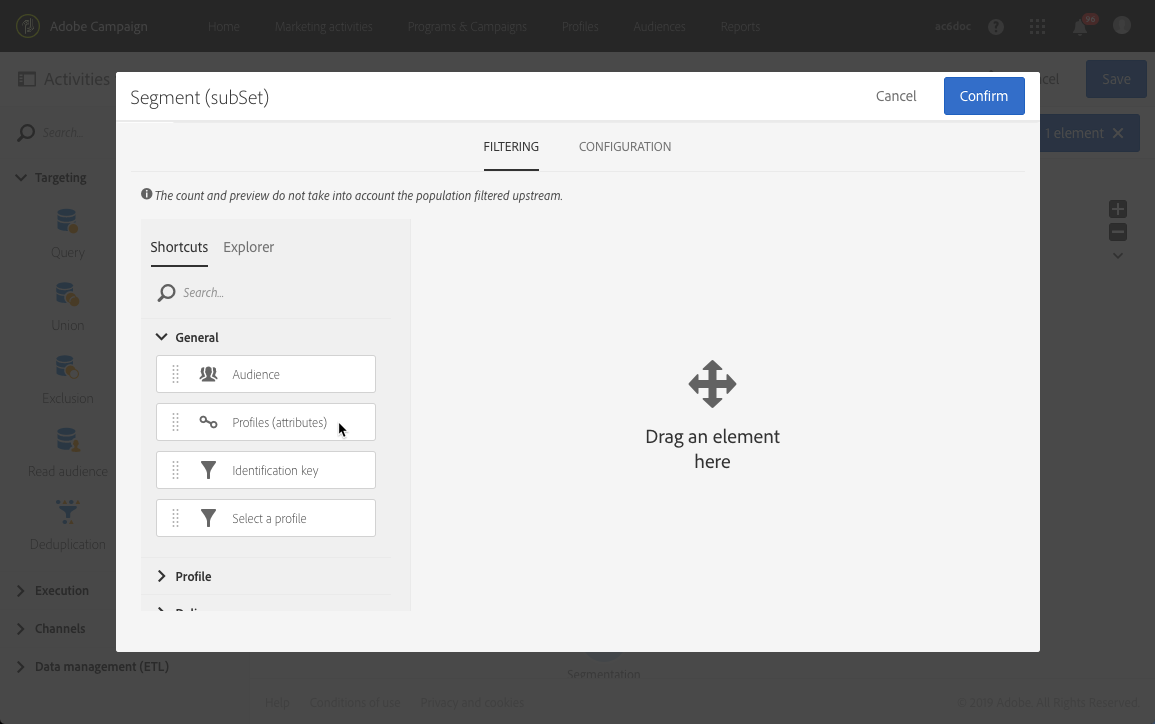 Adobe Campaign
Home
Marketing activities
Programs & Campaigns
Profiles
Audiences
Reports
ac6doc
96
Activities
Save
Search...
1 element
Targeting
Query
Union
Exclusion
Read audience
Deduplication
Execution
Channels
Data management (ETL)
Segment (subSet)
Cancel
Confirm
FILTERING
CONFIGURATION
The count and preview do not take into account the population filtered upstream.
Shortcuts
Explorer
Search...
General
Audience
Profiles (attributes)
Identification key
Select a profile
Profile
Drag an element
here
Segmentation
Help
Conditions of use
Privacy and cookies
© 2019 Adobe. All Rights Reserved.